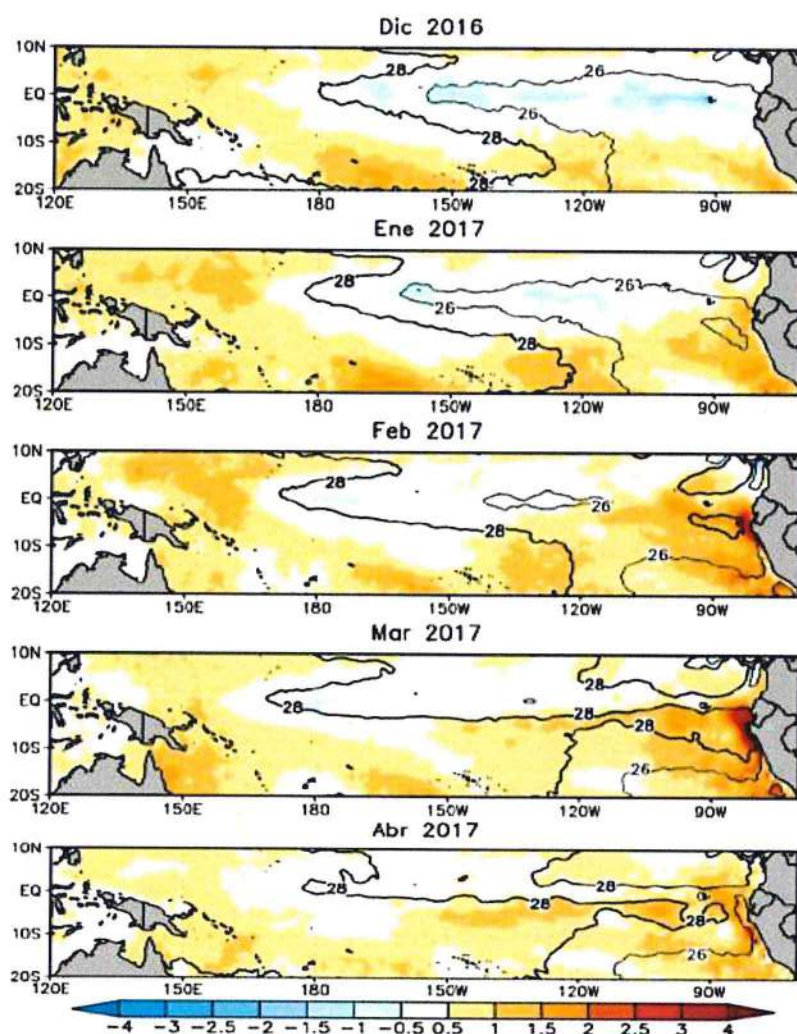 Dic 2016
10N
28
26
EQ
26
10S
28
20S
28
120E 150E 180 150W 120W 90W
Ene 2017
10N
28
26
EQ
26
10S
28
20S
120E 150E 180 150W 120W 90W
Feb 2017
10N
28
EQ
26
10S
28
26
20S
120E 150E 180 150W 120W 90W
Mar 2017
10N
28
EQ
28
28
28
10S
26
20S
120E 150E 180 150W 120W 90W
Abr 2017
10N
28
28
EQ
28
28
10S
26
20S
120E 150E 180 150W 120W 90W
-4 -3 -2.5 -2 -1.5 -1 -0.5 0.5 1 1.5 2 2.5 3 4